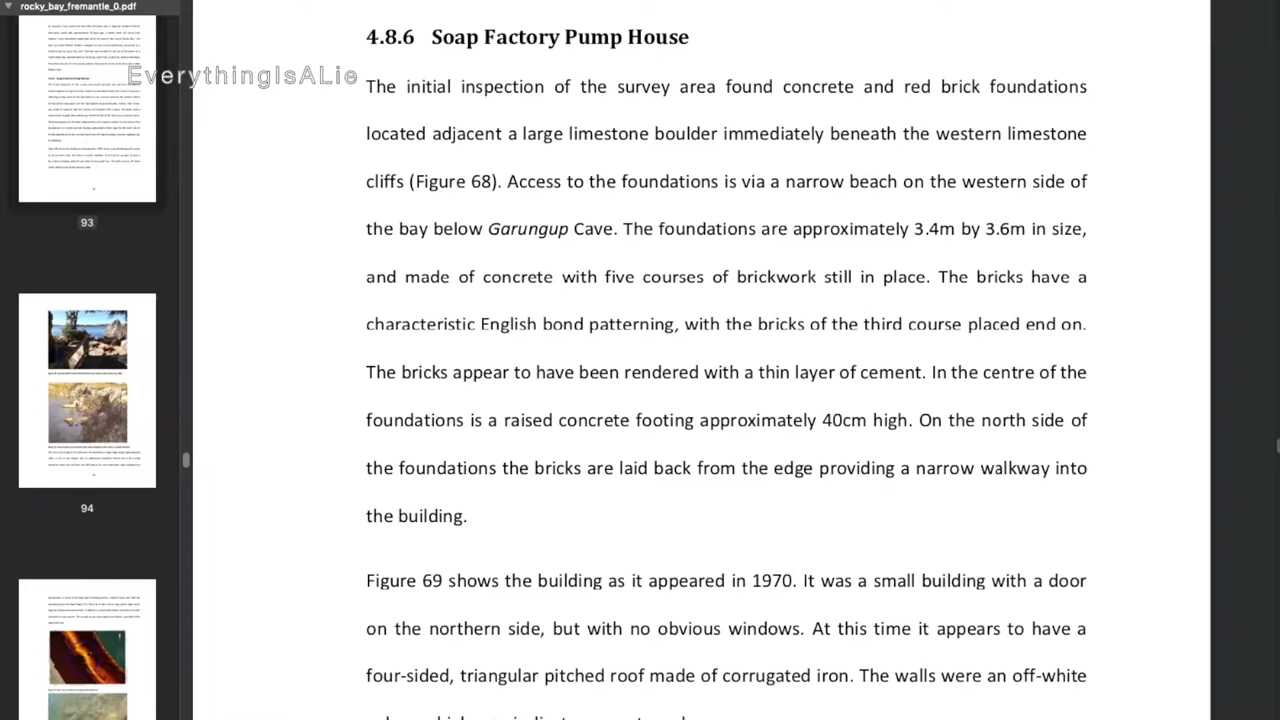 rocky_bay_fremantle_0.pdf
EverythingIsALie
93
94
4.8.6 Soap Factory Pump House
The initial inspection of the survey area found concrete and red brick foundations
located adjacent a large limestone boulder immediately beneath the western limestone
cliffs (Figure 68). Access to the foundations is via a narrow beach on the western side of
the bay below Garungup Cave. The foundations are approximately 3.4m by 3.6m in size,
and made of concrete with five courses of brickwork still in place. The bricks have a
characteristic English bond patterning, with the bricks of the third course placed end on.
The bricks appear to have been rendered with a thin layer of cement. In the centre of the
foundations is a raised concrete footing approximately 40cm high. On the north side of
the foundations the bricks are laid back from the edge providing a narrow walkway into
the building.
Figure 69 shows the building as it appeared in 1970. It was a small building with a door
on the northern side, but with no obvious windows. At this time it appears to have a
four-sided, triangular pitched roof made of corrugated iron. The walls were an off-white